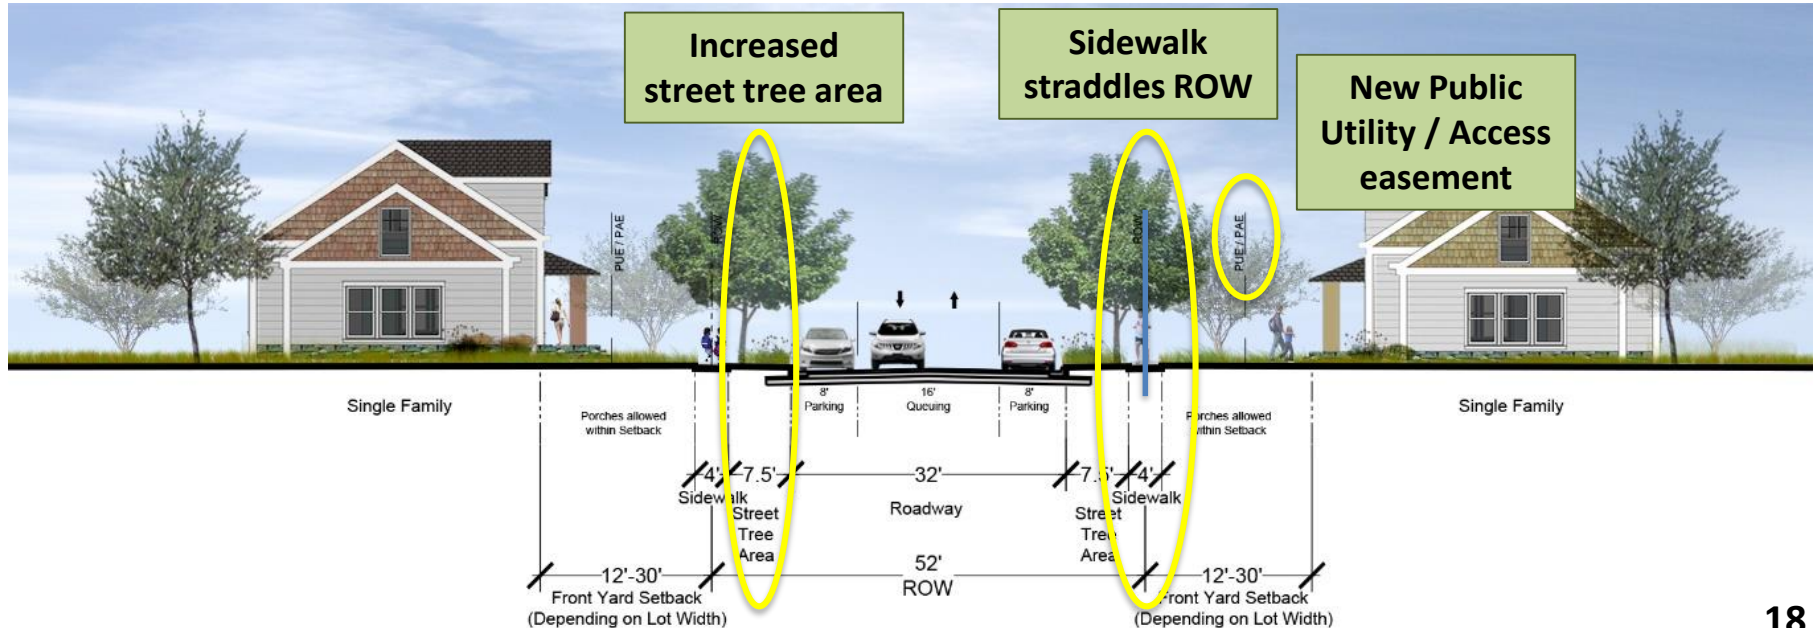 Increased
street tree area
Sidewalk
straddles ROW
New Public
Utility / Access
easement
PUE / PAE
ROW
ROW
PUE / PAE
8'
Parking
16'
Queuing
8'
Parking
Single Family
Porches allowed
within Setback
Porches allowed
within Setback
Single Family
4'
7.5'
32'
7.5'
4'
Sidewalk
Street
Tree
Area
Roadway
Street
Tree
Area
Sidewalk
12'-30'
52'
ROW
12'-30'
Front Yard Setback
(Depending on Lot Width)
Front Yard Setback
(Depending on Lot Width)
18